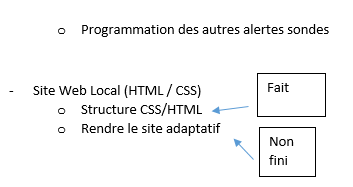 o Programmation des autres alertes sondes
- Site Web Local (HTML / CSS)
Fait
o Structure CSS/HTML
o Rendre le site adaptatif
Non
fini